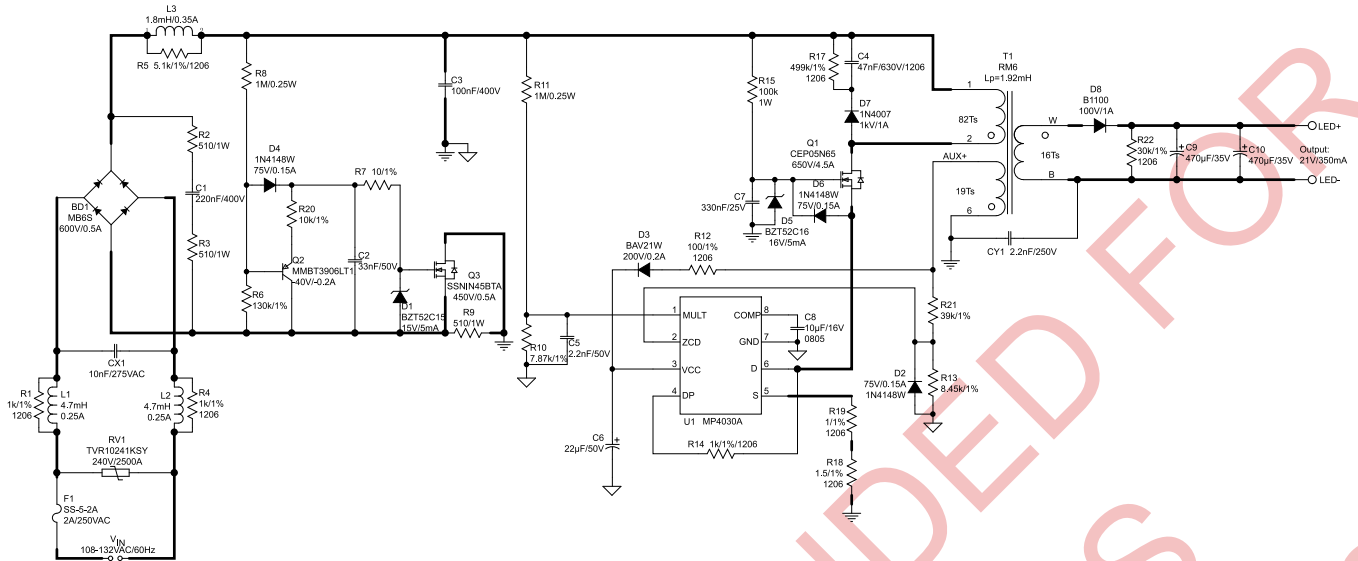 L3
1.8mH/0.35A
1
2
R5 5.1k/1%/1206
R8
1M/0.25W
C3
100nF/400V
R11
1M/0.25W
R15
100k
1W
R17
499k/1%
1206
C4
47nF/630V/1206
D7
1N4007
1kV/1A
T1
RM6
Lp=1.92mH
1
82Ts
2
AUX+
19Ts
6
W
16Ts
B
D8
B1100
100V/1A
R22
30k/1%
1206
C9
470µF/35V
C10
470µF/35V
LED+
Output:
21V/350mA
LED-
CY1 2.2nF/250V
R2
510/1W
C1
220nF/400V
R3
510/1W
BD1
MB6S
600V/0.5A
D4
1N4148W
75V/0.15A
R7 10/1%
R20
10k/1%
Q2
MMBT3906LT1
-40V/-0.2A
C2
33nF/50V
R6
130k/1%
D1
BZT52C15
15V/5mA
Q3
SSNIN45BTA
450V/0.5A
R9
510/1W
Q1
CEP05N65
650V/4.5A
D6
1N4148W
75V/0.15A
C7
330nF/25V
D5
BZT52C16
16V/5mA
D3
BAV21W
200V/0.2A
R12
100/1%
1206
R10
7.87k/1%
C5
2.2nF/50V
1 MULT
2 ZCD
3 VCC
4 DP
COMP 8
GND 7
D 6
S 5
U1 MP4030A
C8
10µF/16V
0805
R21
39k/1%
D2
75V/0.15A
1N4148W
R13
8.45k/1%
R19
1/1%
1206
R18
1.5/1%
1206
R14 1k/1%/1206
C6
22µF/50V
CX1
10nF/275VAC
R1
1k/1%
1206
L1
4.7mH
0.25A
L2
4.7mH
0.25A
R4
1k/1%
1206
RV1
TVR10241KSY
240V/2500A
F1
SS-5-2A
2A/250VAC
VIN
108-132VAC/60Hz
NDED FOR
S